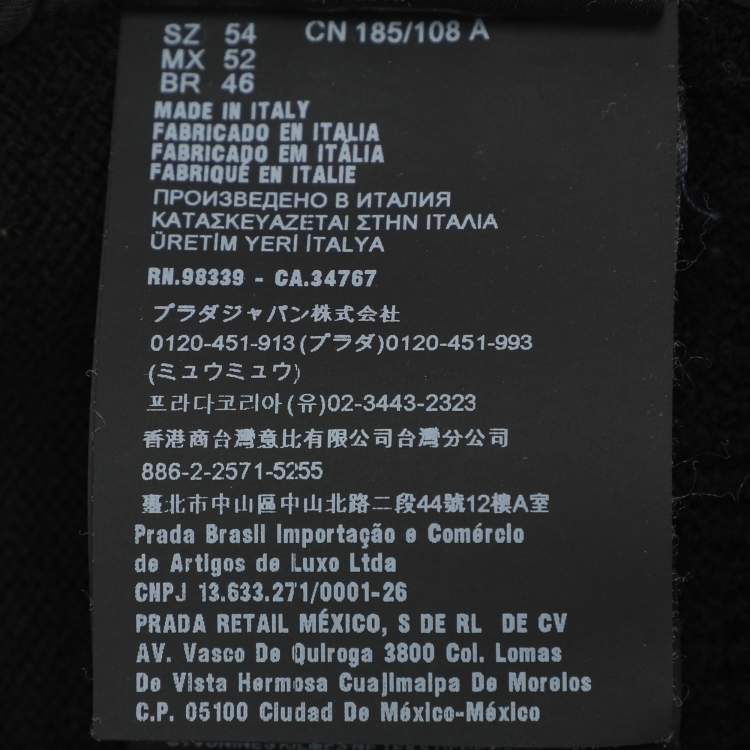 SZ 54 CN 185/108 A
MX 52
BR 46
MADE IN ITALY
FABRICADO EN ITALIA
FABRICADO EM ITÁLIA
FABRIQUÉ EN ITALIE
ПРОИЗВЕДЕНО В ИТАЛИЯ
ΚΑΤΑΣΚΕΥΑΖΕΤΑΙ ΣΤΗΝ ΙΤΑΛΙΑ
ÜRETİM YERİ İTALYA
RN.98339 - CA.34767
プラダジャパン株式会社
0120-451-913(プラダ)0120-451-993
(ミュウミュウ)
프라다코리아(유)02-3443-2323
香港商台灣意比有限公司台灣分公司
886-2-2571-5255
臺北市中山區中山北路二段44號12樓A室
Prada Brasil Importação e Comércio
de Artigos de Luxo Ltda
CNPJ 13.633.271/0001-26
PRADA RETAIL MÉXICO, S DE RL DE CV
AV. Vasco De Quiroga 3800 Col. Lomas
De Vista Hermosa Cuajimalpa De Morelos
C.P. 05100 Ciudad De México-México